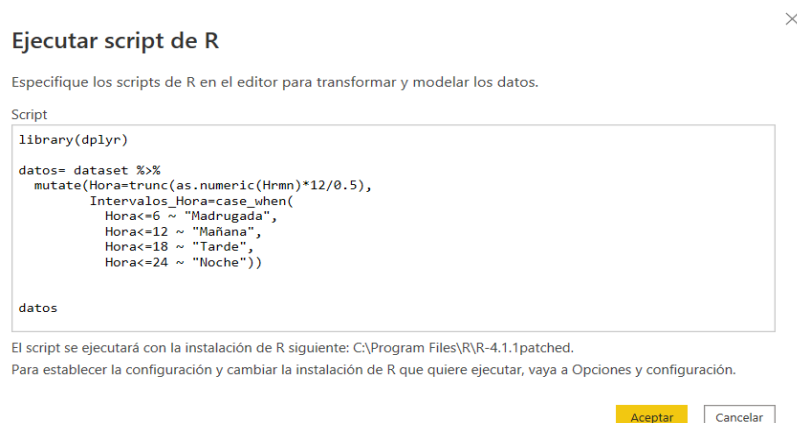 Ejecutar script de R
Especifique los scripts de R en el editor para transformar y modelar los datos.
Script
library(dplyr)
datos= dataset %>%
  mutate(Hora=trunc(as.numeric(Hrmn)*12/0.5),
         Intervalos_Hora=case_when(
           Hora<=6 ~ "Madrugada",
           Hora<=12 ~ "Mañana",
           Hora<=18 ~ "Tarde",
           Hora<=24 ~ "Noche"))
datos
El script se ejecutará con la instalación de R siguiente: C:\Program Files\R\R-4.1.1patched.
Para establecer la configuración y cambiar la instalación de R que quiere ejecutar, vaya a Opciones y configuración.
Aceptar Cancelar